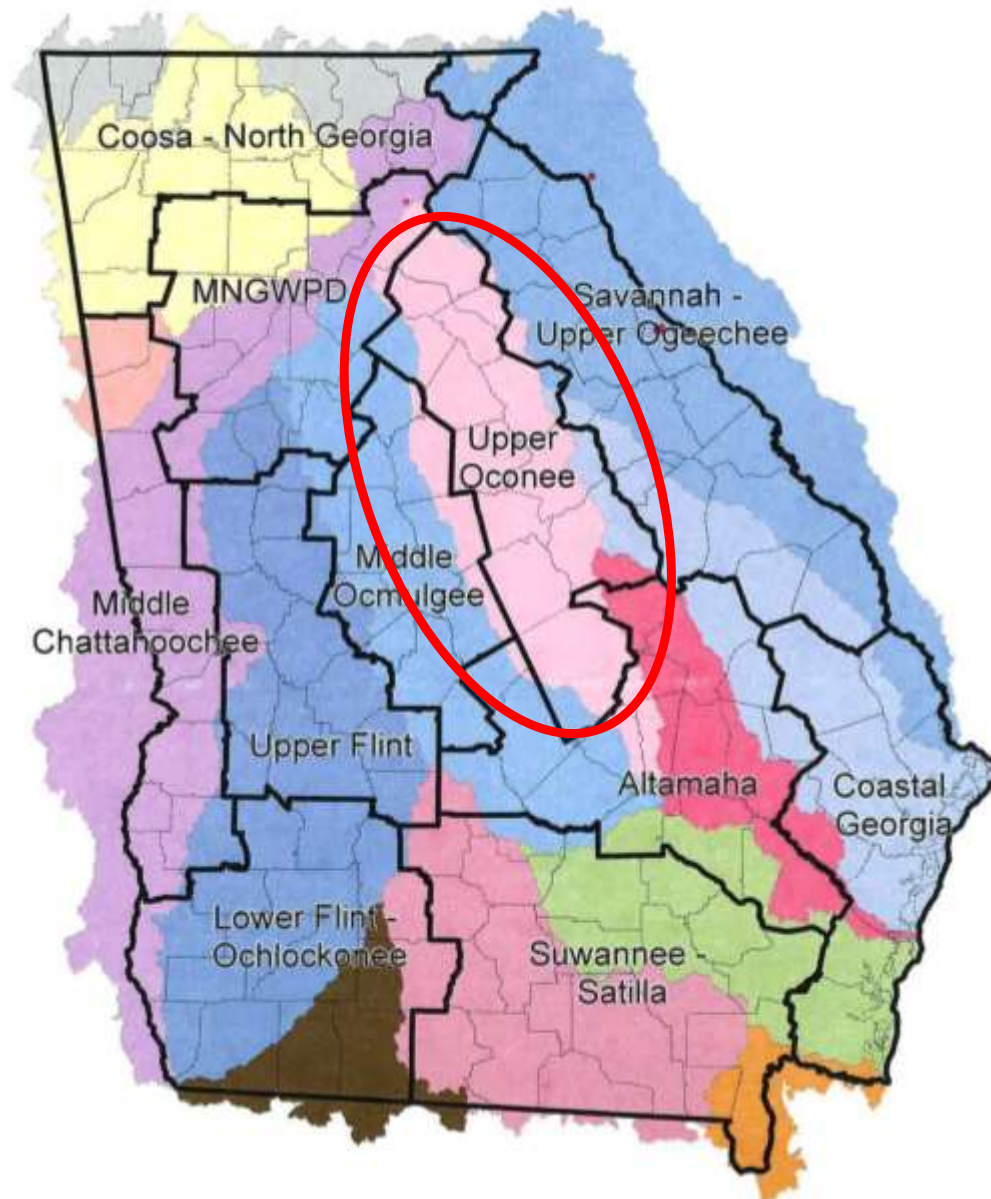 Coosa - North Georgia
MNGWPD
Savannah -
Upper Ogeechee
Upper
Oconee
Middle
Ocmulgee
Middle
Chattahoochee
Upper Flint
Altamaha
Coastal
Georgia
Lower Flint -
Ochlockonee
Suwannee -
Satilla